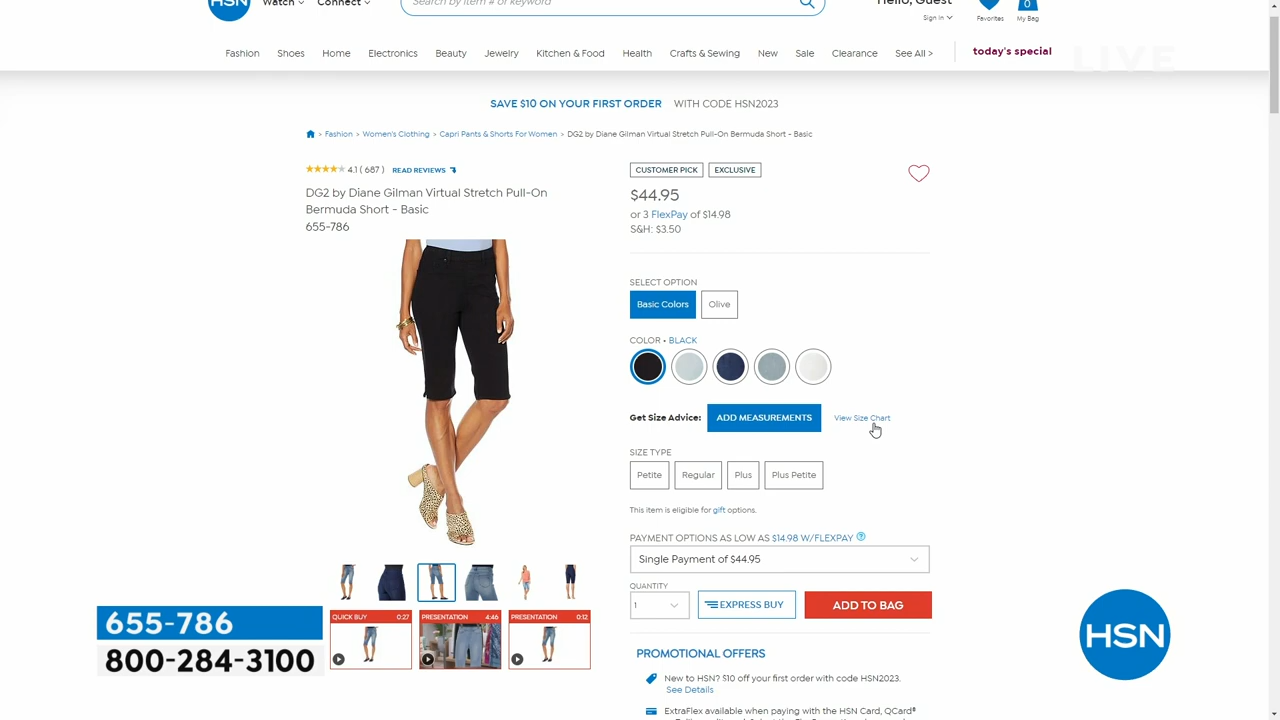 HSN
Watch
Connect
Search by item # or keyword
Hello, Guest
Sign In
Favorites
0
My Bag
Fashion Shoes Home Electronics Beauty Jewelry Kitchen & Food Health Crafts & Sewing New Sale Clearance See All > today's special
LIVE
SAVE $10 ON YOUR FIRST ORDER WITH CODE HSN2023
> Fashion > Women's Clothing > Capri Pants & Shorts For Women > DG2 by Diane Gilman Virtual Stretch Pull-On Bermuda Short - Basic
4.1 ( 687 ) READ REVIEWS
DG2 by Diane Gilman Virtual Stretch Pull-On
Bermuda Short - Basic
655-786
CUSTOMER PICK EXCLUSIVE
$44.95
or 3 FlexPay of $14.98
S&H: $3.50
SELECT OPTION
Basic Colors Olive
COLOR • BLACK
Get Size Advice: ADD MEASUREMENTS View Size Chart
SIZE TYPE
Petite Regular Plus Plus Petite
This item is eligible for gift options.
PAYMENT OPTIONS AS LOW AS $14.98 W/FLEXPAY ?
Single Payment of $44.95
QUANTITY
1 EXPRESS BUY ADD TO BAG
QUICK BUY 0:27 PRESENTATION 4:46 PRESENTATION 0:12
655-786
800-284-3100
HSN
PROMOTIONAL OFFERS
New to HSN? $10 off your first order with code HSN2023.
See Details
ExtraFlex available when paying with the HSN Card, QCard®